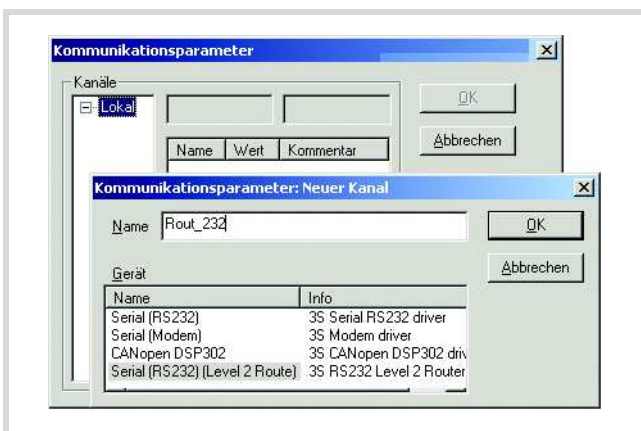 Kommunikationsparameter
Kanäle
Lokal
OK
Name Wert Kommentar
Abbrechen
Kommunikationsparameter: Neuer Kanal
Name Rout_232
OK
Gerät
Abbrechen
Name Info
Serial (RS232) 3S Serial RS232 driver
Serial (Modem) 3S Modem driver
CANopen DSP302 3S CANopen DSP302 driv
Serial (RS232) (Level 2 Route) 3S RS232 Level 2 Router